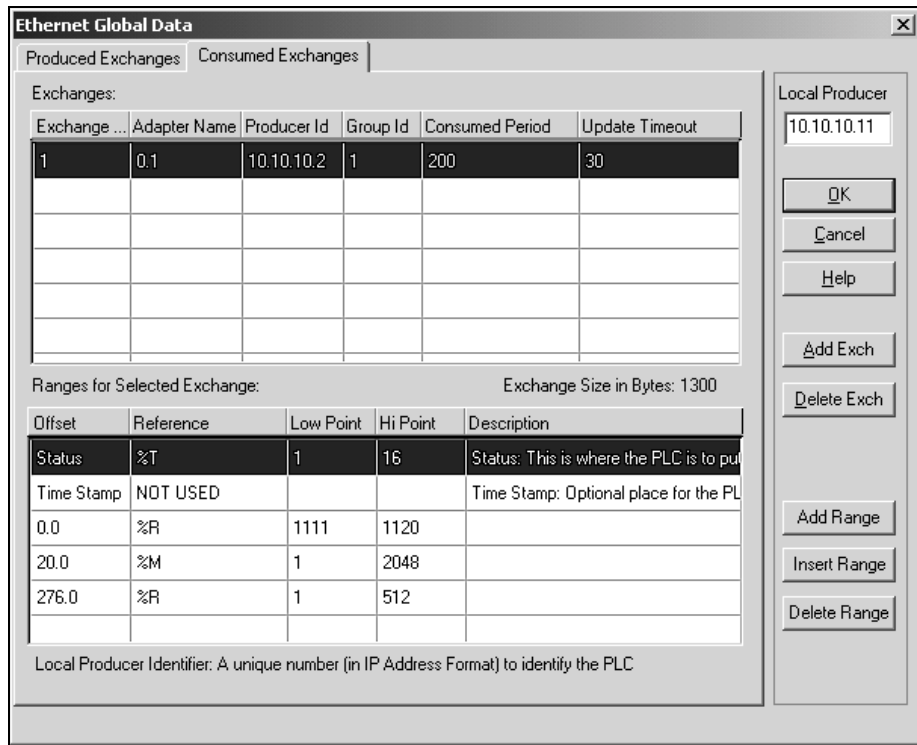 Ethernet Global Data
Produced Exchanges Consumed Exchanges
Exchanges:
Exchange ... Adapter Name Producer Id Group Id Consumed Period Update Timeout
1 0.1 10.10.10.2 1 200 30
Ranges for Selected Exchange: Exchange Size in Bytes: 1300
Offset Reference Low Point Hi Point Description
Status %T 1 16 Status: This is where the PLC is to put
Time Stamp NOT USED Time Stamp: Optional place for the PL
0.0 %R 1111 1120
20.0 %M 1 2048
276.0 %R 1 512
Local Producer Identifier: A unique number (in IP Address Format) to identify the PLC
Local Producer
10.10.10.11
OK
Cancel
Help
Add Exch
Delete Exch
Add Range
Insert Range
Delete Range